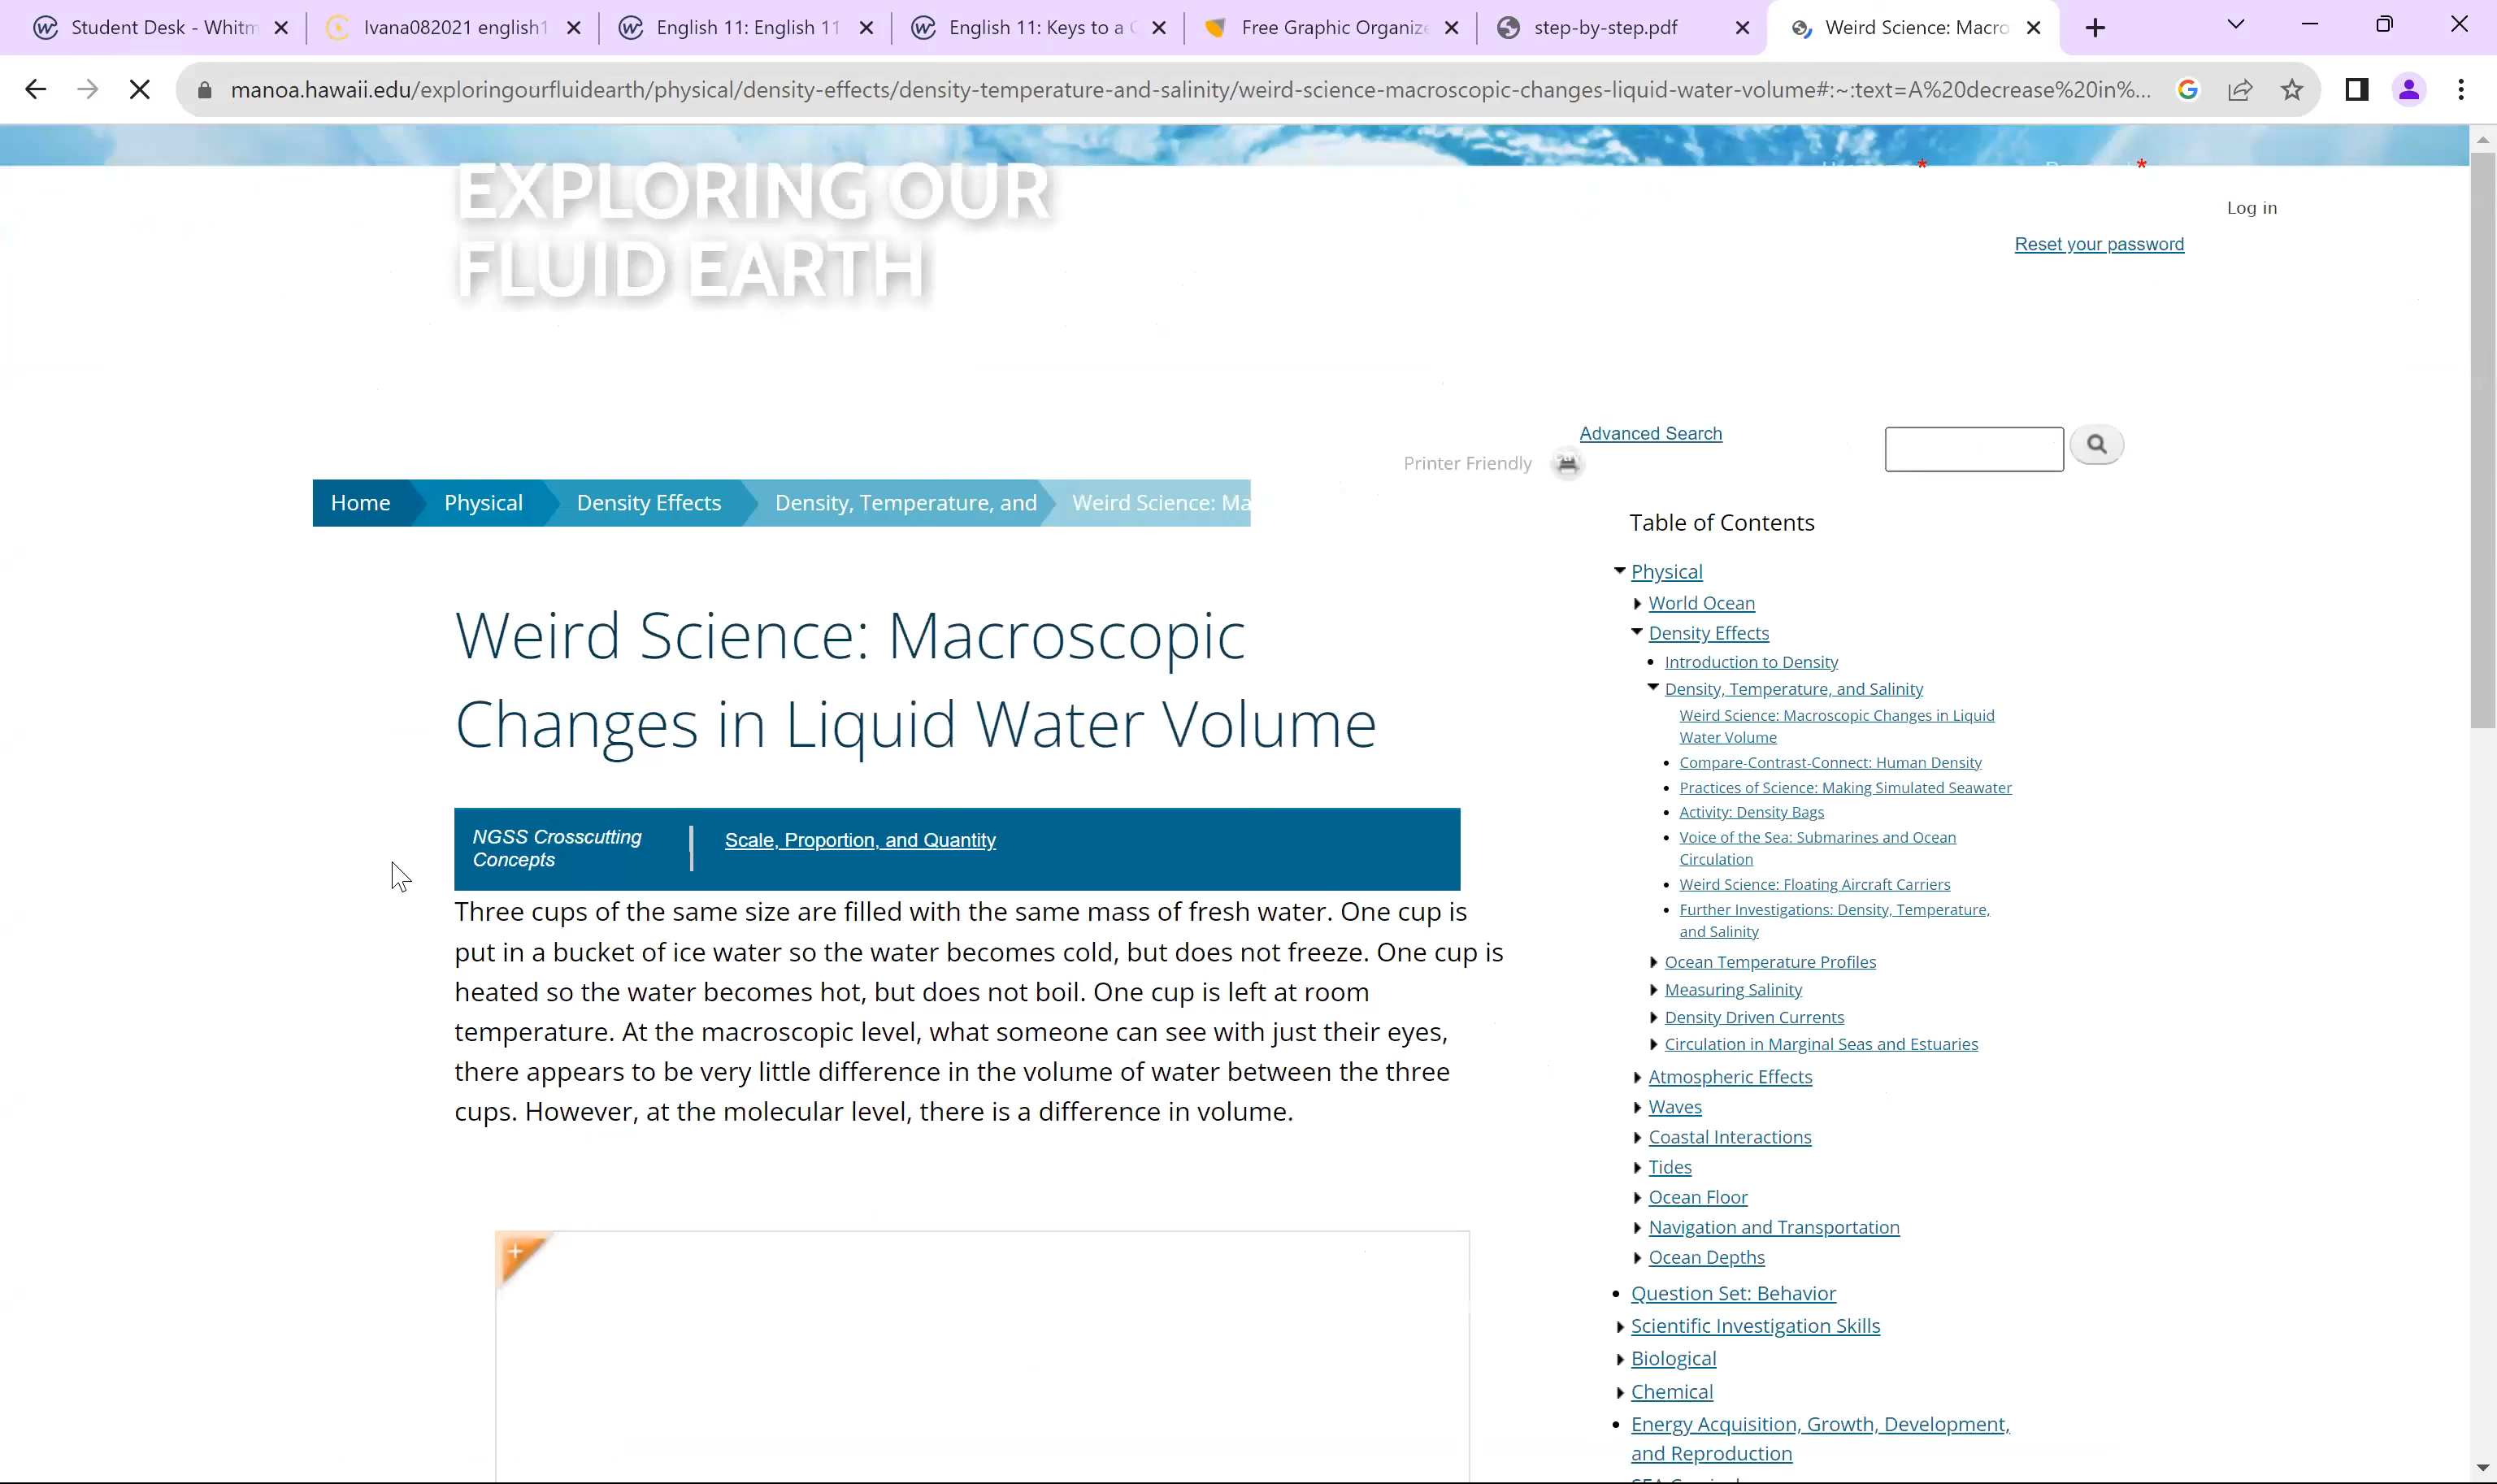 Student Desk - Whitm
Ivana082021 english1
English 11: English 11
English 11: Keys to a
Free Graphic Organize
step-by-step.pdf
Weird Science: Macro
manoa.hawaii.edu/exploringourfluidearth/physical/density-effects/density-temperature-and-salinity/weird-science-macroscopic-changes-liquid-water-volume#:~:text=A%20decrease%20in%...
EXPLORING OUR
FLUID EARTH
*
*
Log in
Reset your password
Advanced Search
Printer Friendly
Home
Physical
Density Effects
Density, Temperature, and
Weird Science: Ma
Weird Science: Macroscopic
Changes in Liquid Water Volume
NGSS Crosscutting
Concepts
Scale, Proportion, and Quantity
Three cups of the same size are filled with the same mass of fresh water. One cup is
put in a bucket of ice water so the water becomes cold, but does not freeze. One cup is
heated so the water becomes hot, but does not boil. One cup is left at room
temperature. At the macroscopic level, what someone can see with just their eyes,
there appears to be very little difference in the volume of water between the three
cups. However, at the molecular level, there is a difference in volume.
Table of Contents
Physical
World Ocean
Density Effects
Introduction to Density
Density, Temperature, and Salinity
Weird Science: Macroscopic Changes in Liquid
Water Volume
Compare-Contrast-Connect: Human Density
Practices of Science: Making Simulated Seawater
Activity: Density Bags
Voice of the Sea: Submarines and Ocean
Circulation
Weird Science: Floating Aircraft Carriers
Further Investigations: Density, Temperature,
and Salinity
Ocean Temperature Profiles
Measuring Salinity
Density Driven Currents
Circulation in Marginal Seas and Estuaries
Atmospheric Effects
Waves
Coastal Interactions
Tides
Ocean Floor
Navigation and Transportation
Ocean Depths
Question Set: Behavior
Scientific Investigation Skills
Biological
Chemical
Energy Acquisition, Growth, Development,
and Reproduction